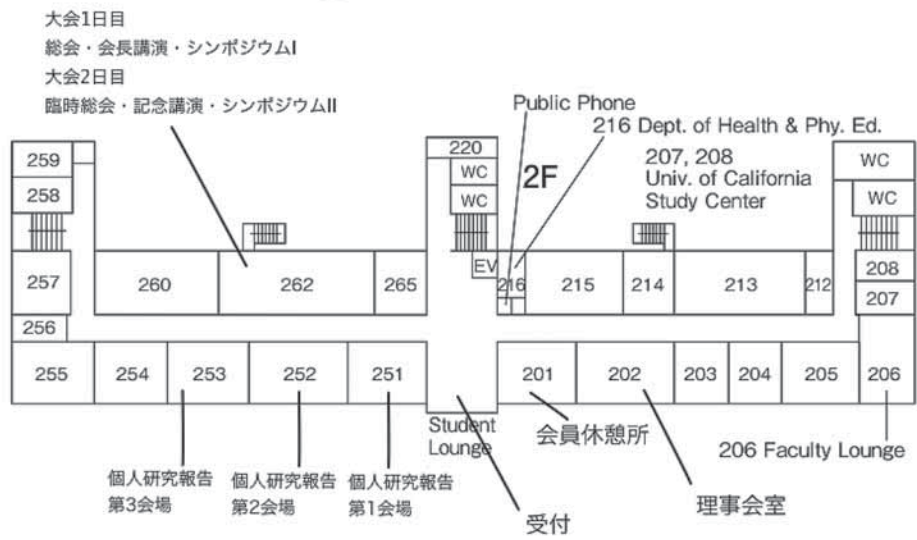 大会1日目
総会・会長講演・シンポジウムI
大会2日目
臨時総会・記念講演・シンポジウムII
Public Phone
216 Dept. of Health & Phy. Ed.
2F
207, 208
Univ. of California
Study Center
259
258
220
WC
WC
WC
WC
257
260
262
265
EV
216
215
214
213
212
208
207
256
255
254
253
252
251
201
202
203
204
205
206
Student
Lounge
会員休憩所
206 Faculty Lounge
個人研究報告
第3会場
個人研究報告
第2会場
個人研究報告
第1会場
受付
理事会室